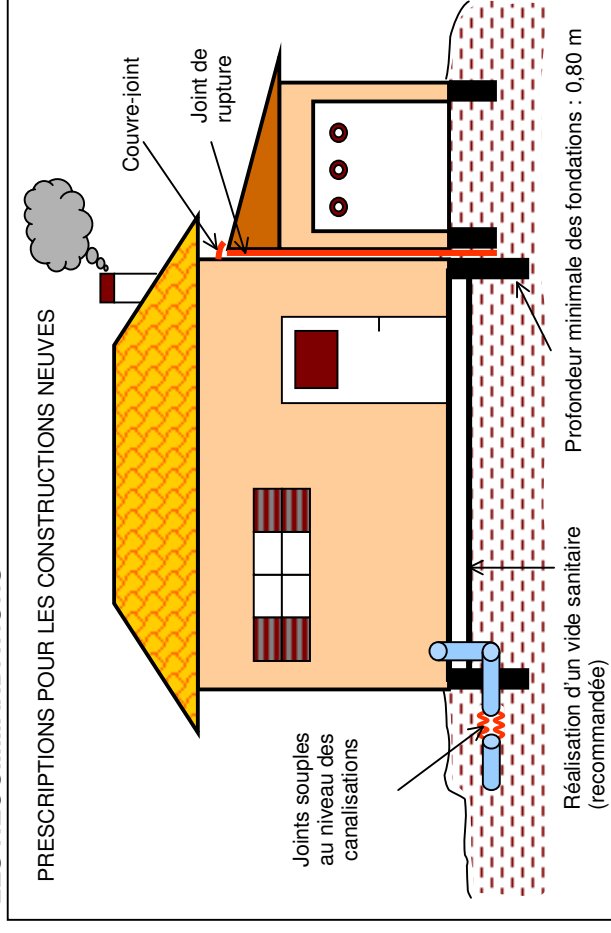 PRESCRIPTIONS POUR LES CONSTRUCTIONS NEUVES
Couvre-joint
Joint de
rupture
Joints souples
au niveau des
canalisations
Réalisation d'un vide sanitaire
(recommandée)
Profondeur minimale des fondations : 0,80 m